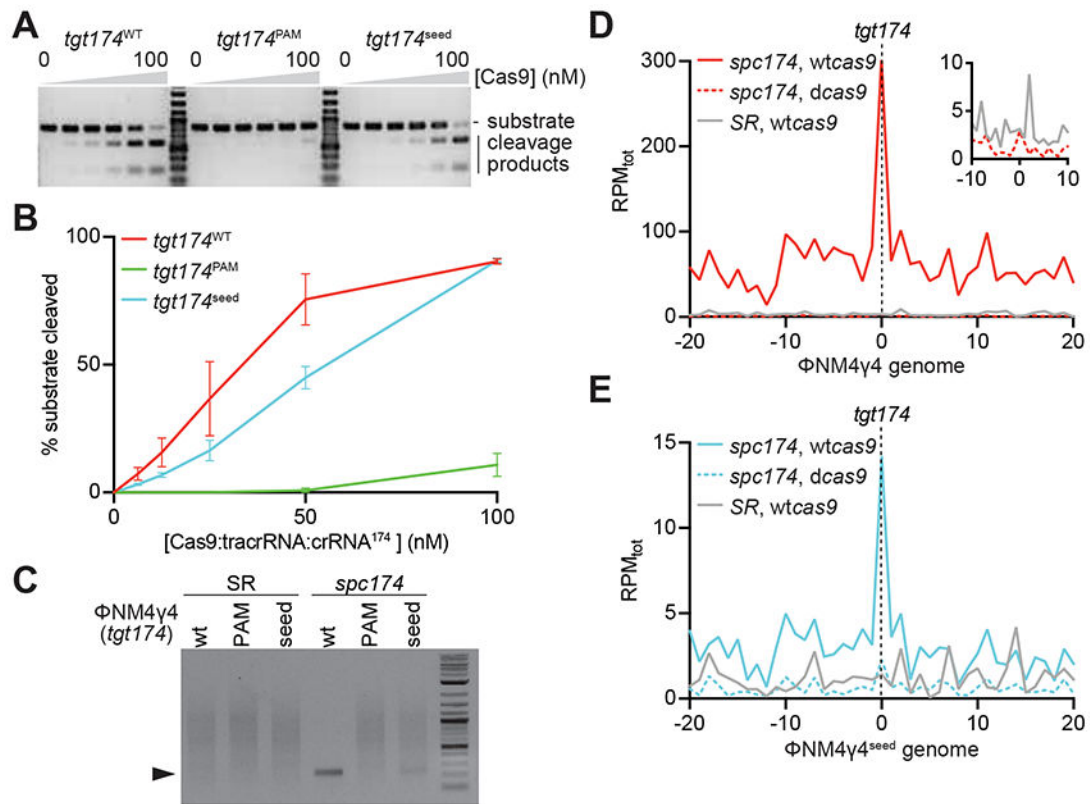 A
tgt174WT tgt174PAM tgt174seed
0 100 0 100 0 100
[Cas9] (nM)
substrate
cleavage
products
B
tgt174WT
tgt174PAM
tgt174seed
100
50
0
% substrate cleaved
0 50 100
[Cas9:tracrRNA:crRNA174 ] (nM)
C
SR spc174
ΦNM4γ4
(tgt174)
wt PAM seed wt PAM seed
D
tgt174
spc174, wtcas9
spc174, dcas9
SR, wtcas9
300
200
100
0
RPMtot
-20 -10 0 10 20
ΦNM4γ4 genome
10
5
0
-10 0 10
E
tgt174
spc174, wtcas9
spc174, dcas9
SR, wtcas9
15
10
5
0
RPMtot
-20 -10 0 10 20
ΦNM4γ4seed genome